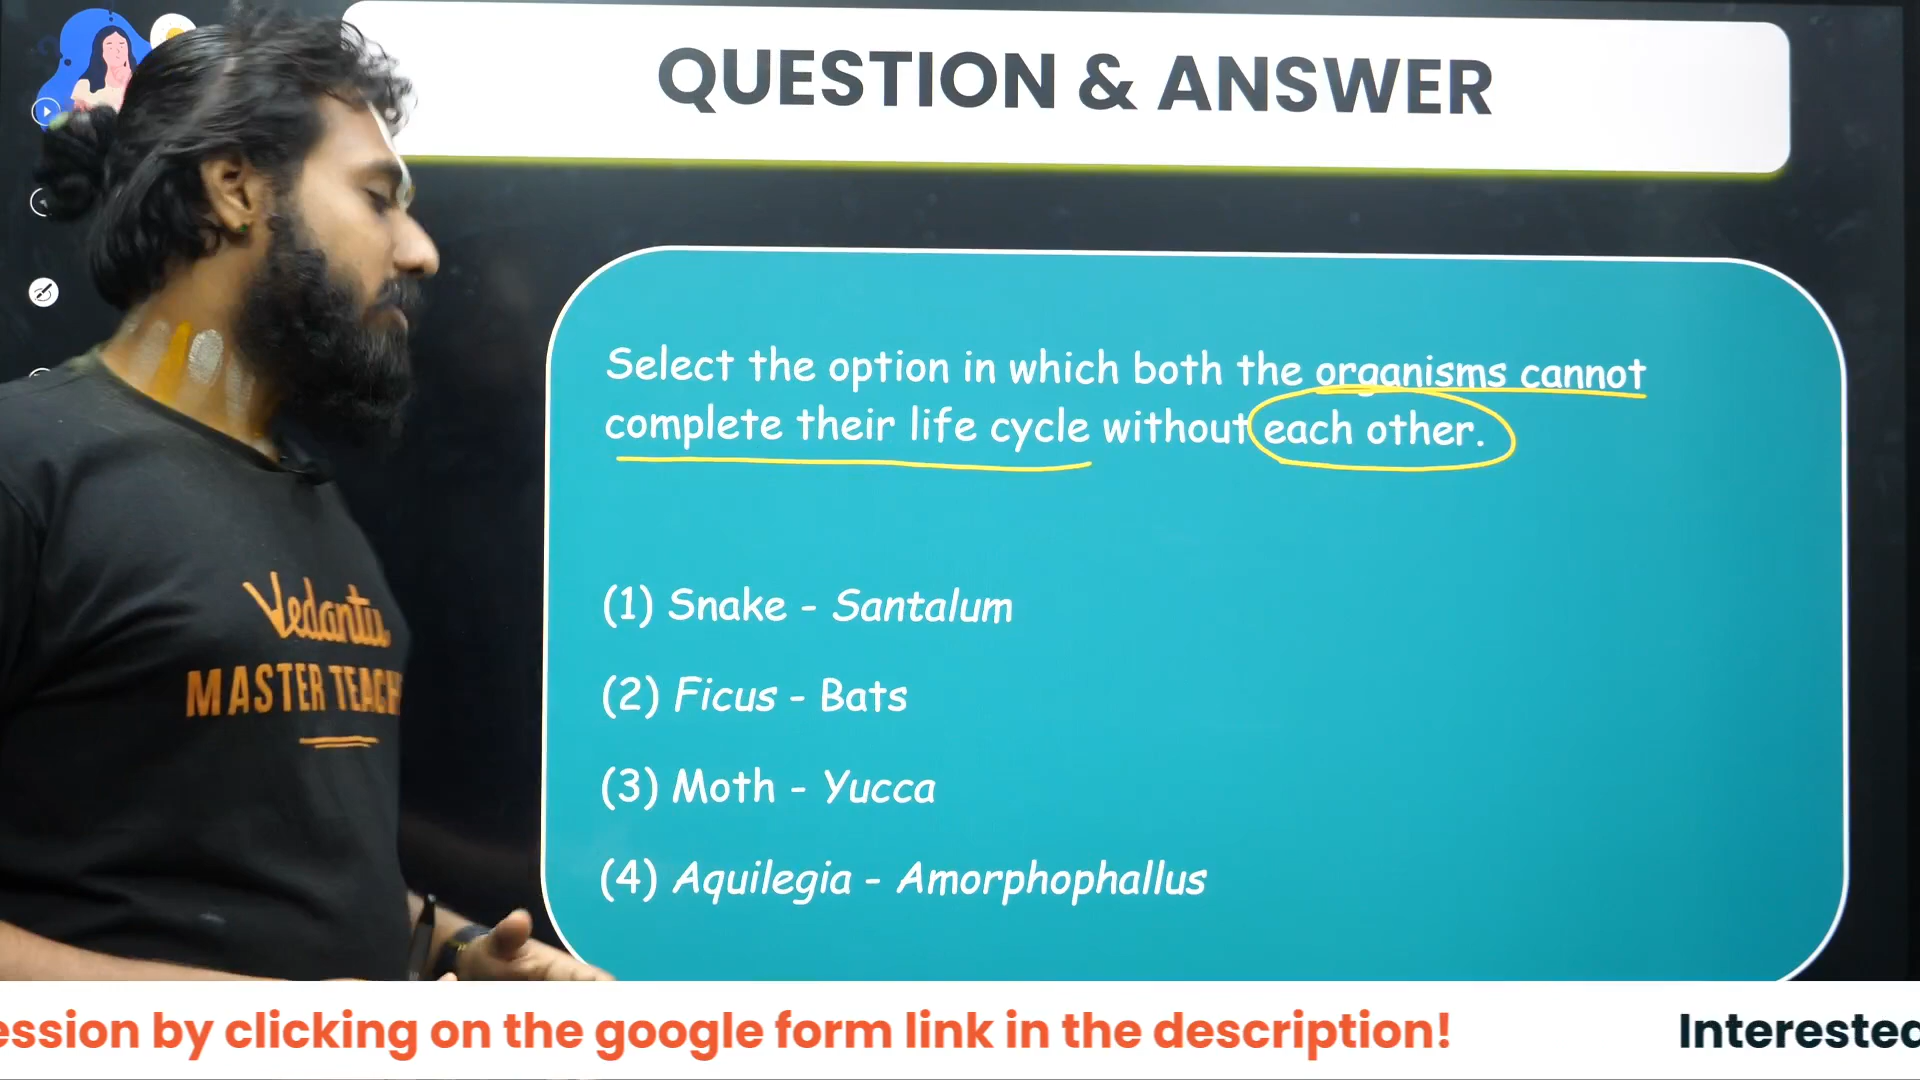 QUESTION & ANSWER
Select the option in which both the organisms cannot
complete their life cycle without each other.
(1) Snake - Santalum
(2) Ficus - Bats
(3) Moth - Yucca
(4) Aquilegia - Amorphophallus
Vedantu
MASTER TEACH
ession by clicking on the google form link in the description!
Interested